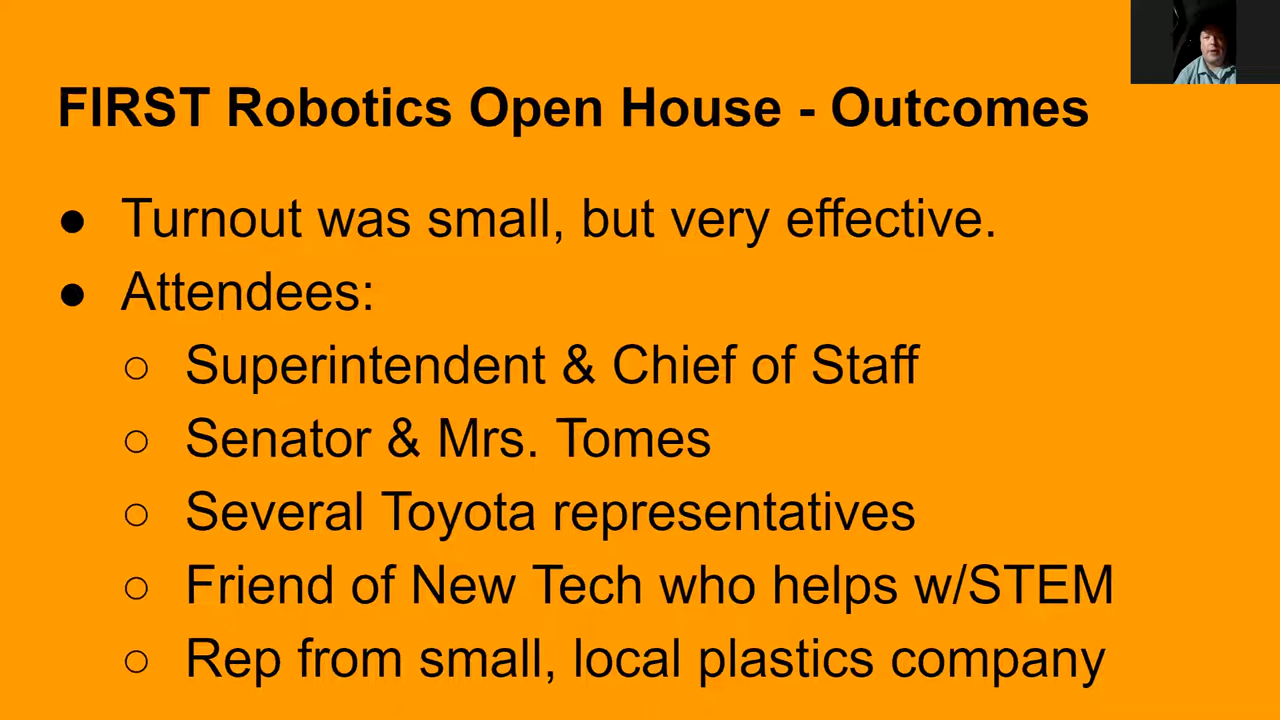 FIRST Robotics Open House - Outcomes
● Turnout was small, but very effective.
● Attendees:
○ Superintendent & Chief of Staff
○ Senator & Mrs. Tomes
○ Several Toyota representatives
○ Friend of New Tech who helps w/STEM
○ Rep from small, local plastics company